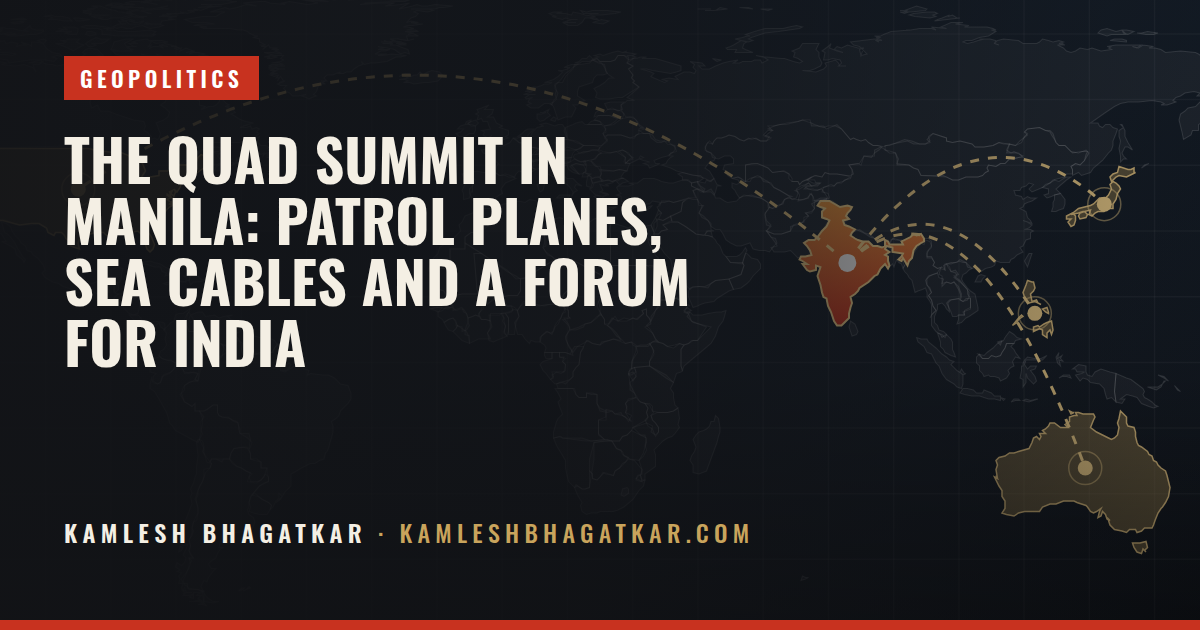 GEOPOLITICS
THE QUAD SUMMIT IN
MANILA: PATROL PLANES,
SEA CABLES AND A FORUM
FOR INDIA
KAMLESH BHAGATKAR · KAMLESHBHAGATKAR.COM